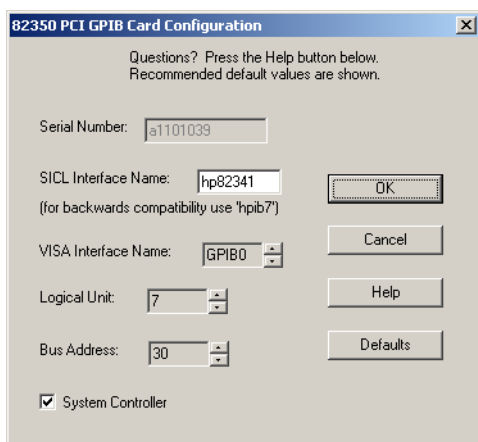 82350 PCI GPIB Card Configuration
Questions? Press the Help button below.
Recommended default values are shown.
Serial Number: a1101039
SICL Interface Name: hp82341
(for backwards compatibility use 'hpib7')
OK
VISA Interface Name: GPIB0
Cancel
Logical Unit: 7
Help
Bus Address: 30
Defaults
System Controller